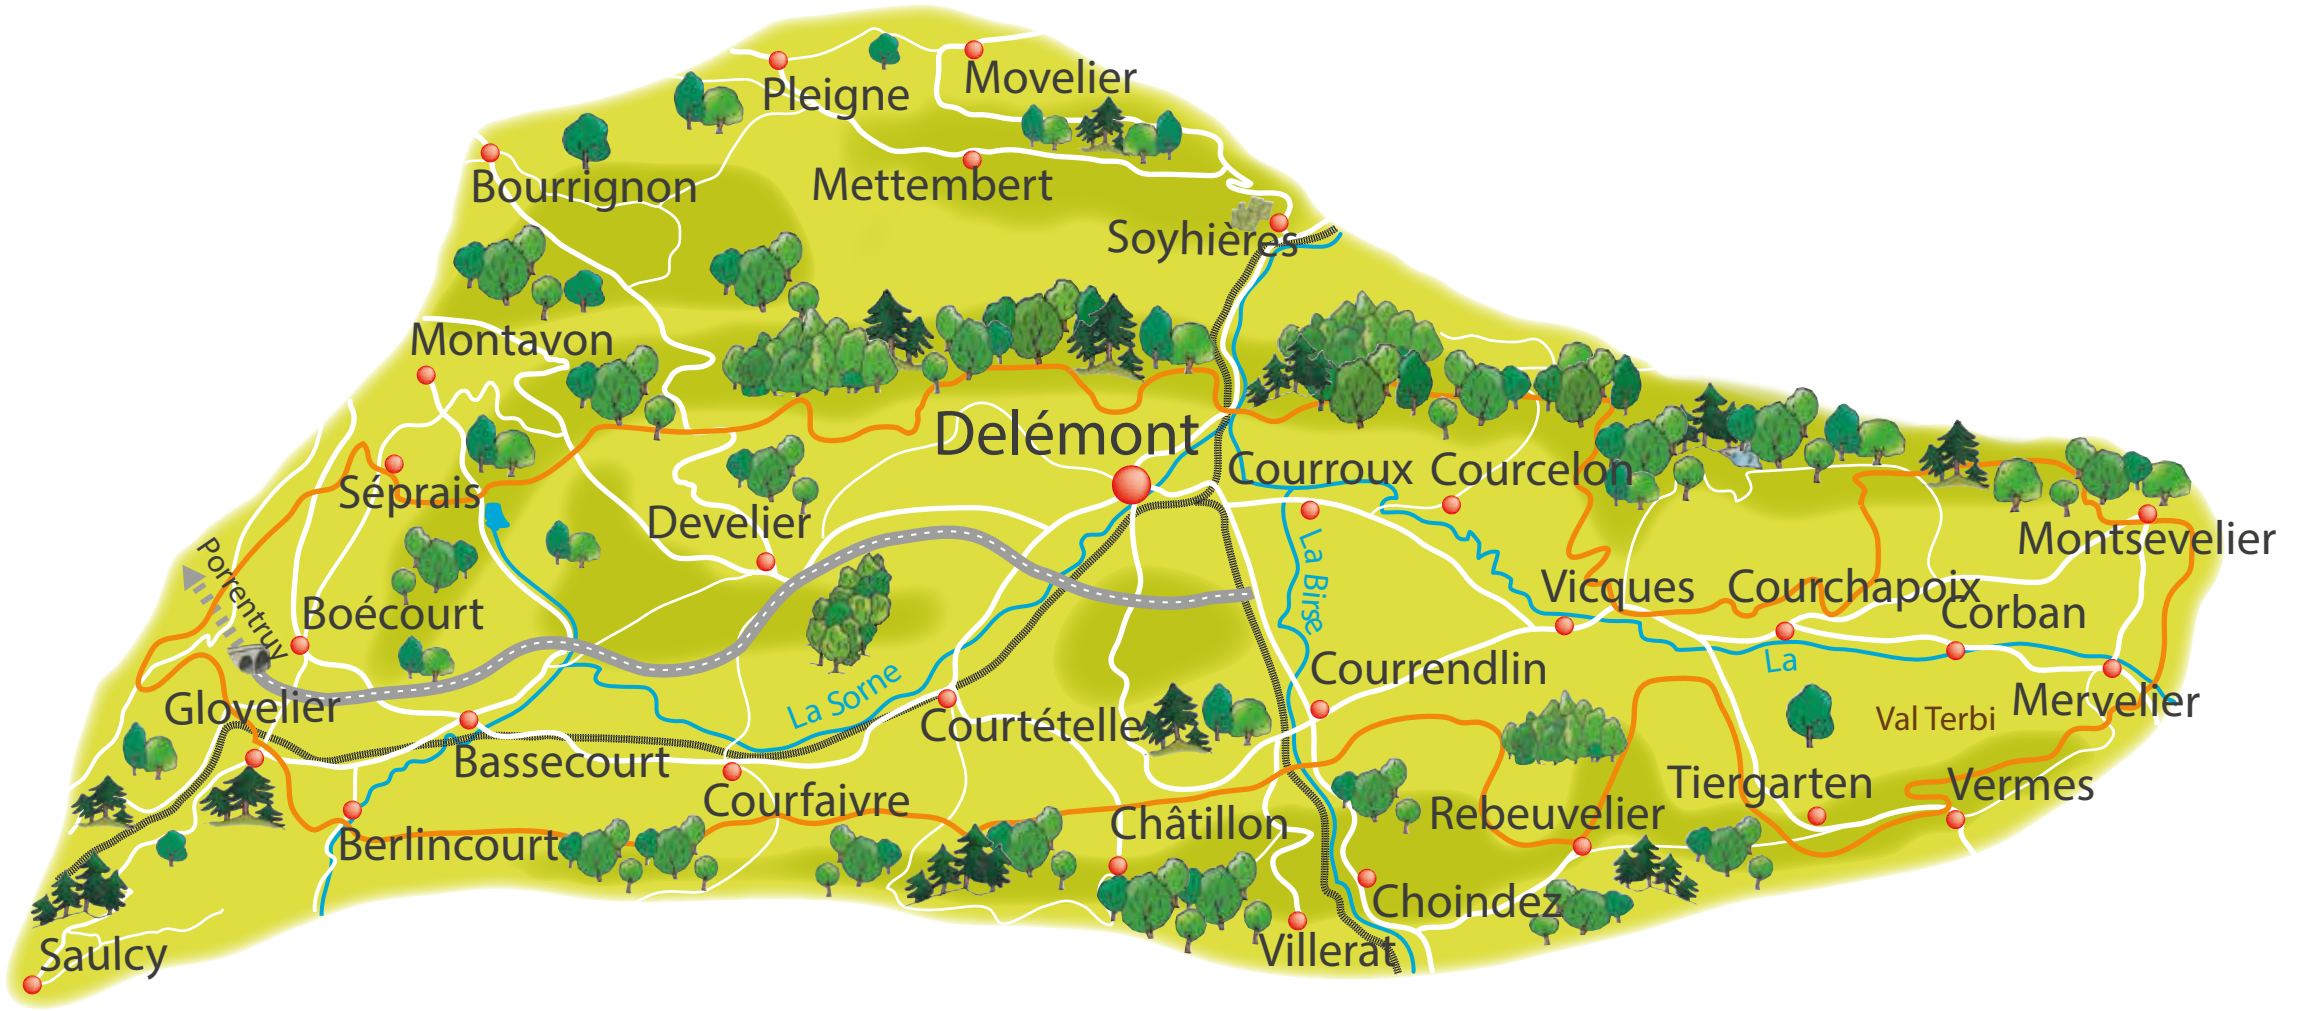 Pleigne
Movelier
Bourrignon
Mettembert
Soyhières
Montavon
Delémont
Séprais
Courroux
Courcelon
Develier
Montsevelier
Porrentruy
La Birse
Boécourt
Vicques
Courchapoix
Corban
Glovelier
La Sorne
Courtételle
Courrendlin
La
Val Terbi
Mervelier
Bassecourt
Courfaivre
Tiergarten
Vermes
Berlincourt
Châtillon
Rebeuvelier
Choindez
Saulcy
Villerat